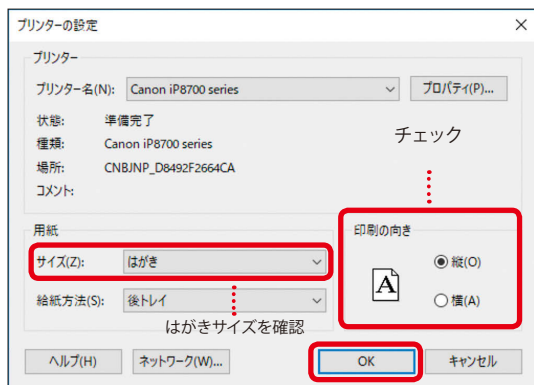 プリンターの設定
プリンター
プリンター名(N): Canon iP8700 series プロパティ(P)...
状態: 準備完了
種類: Canon iP8700 series
場所: CNBJNP_D8492F2664CA
コメント:
チェック
用紙
サイズ(Z): はがき
給紙方法(S): 後トレイ
はがきサイズを確認
印刷の向き
A
縦(O)
横(A)
ヘルプ(H) ネットワーク(W)... OK キャンセル